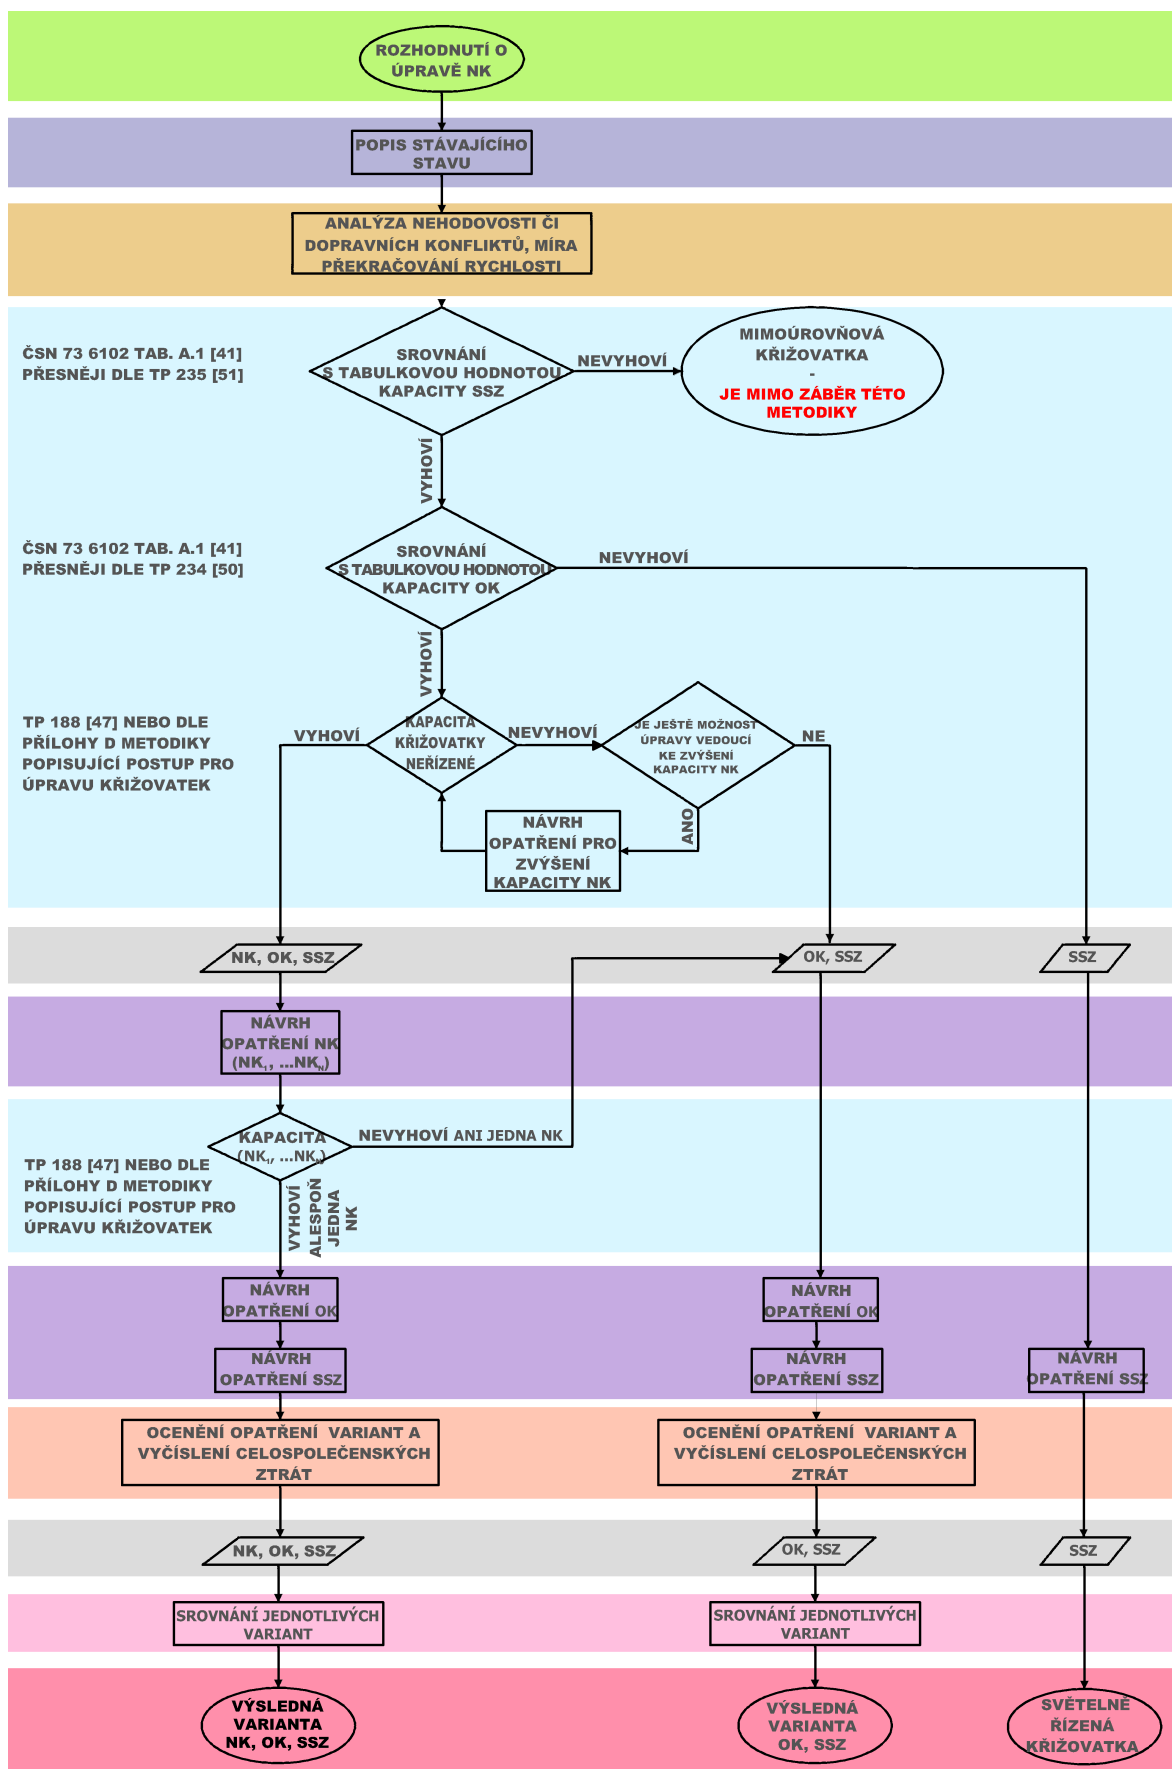 ROZHODNUTÍ O
ÚPRAVĚ NK
POPIS STÁVAJÍCÍHO
STAVU
ANALÝZA NEHODOVOSTI ČI
DOPRAVNÍCH KONFLIKTŮ, MÍRA
PŘEKRAČOVÁNÍ RYCHLOSTI
ČSN 73 6102 TAB. A.1 [41]
PŘESNĚJI DLE TP 235 [51]
SROVNÁNÍ
S TABULKOVOU HODNOTOU
KAPACITY SSZ
NEVYHOVÍ
MIMOÚROVŇOVÁ
KŘIŽOVATKA
-
JE MIMO ZÁBĚR TÉTO
METODIKY
VYHOVÍ
ČSN 73 6102 TAB. A.1 [41]
PŘESNĚJI DLE TP 234 [50]
SROVNÁNÍ
S TABULKOVOU HODNOTOU
KAPACITY OK
NEVYHOVÍ
VYHOVÍ
TP 188 [47] NEBO DLE
PŘÍLOHY D METODIKY
POPISUJÍCÍ POSTUP PRO
ÚPRAVU KŘIŽOVATEK
VYHOVÍ
KAPACITA
KŘIŽOVATKY
NEŘÍZENÉ
NEVYHOVÍ
JE JEŠTĚ MOŽNOST
ÚPRAVY VEDOUCÍ
KE ZVÝŠENÍ
KAPACITY NK
NE
ANO
NÁVRH
OPATŘENÍ PRO
ZVÝŠENÍ
KAPACITY NK
NK, OK, SSZ
OK, SSZ
SSZ
NÁVRH
OPATŘENÍ NK
(NK1, ...NKN)
KAPACITA
(NK1, ...NKN)
NEVYHOVÍ ANI JEDNA NK
TP 188 [47] NEBO DLE
PŘÍLOHY D METODIKY
POPISUJÍCÍ POSTUP PRO
ÚPRAVU KŘIŽOVATEK
VYHOVÍ
ALESPOŇ
JEDNA
NK
NÁVRH
OPATŘENÍ OK
NÁVRH
OPATŘENÍ OK
NÁVRH
OPATŘENÍ SSZ
NÁVRH
OPATŘENÍ SSZ
NÁVRH
OPATŘENÍ SSZ
OCENĚNÍ OPATŘENÍ VARIANT A
VYČÍSLENÍ CELOSPOLEČENSKÝCH
ZTRÁT
OCENĚNÍ OPATŘENÍ VARIANT A
VYČÍSLENÍ CELOSPOLEČENSKÝCH
ZTRÁT
NK, OK, SSZ
OK, SSZ
SSZ
SROVNÁNÍ JEDNOTLIVÝCH
VARIANT
SROVNÁNÍ JEDNOTLIVÝCH
VARIANT
VÝSLEDNÁ
VARIANTA
NK, OK, SSZ
VÝSLEDNÁ
VARIANTA
OK, SSZ
SVĚTELNĚ
ŘÍZENÁ
KŘIŽOVATKA